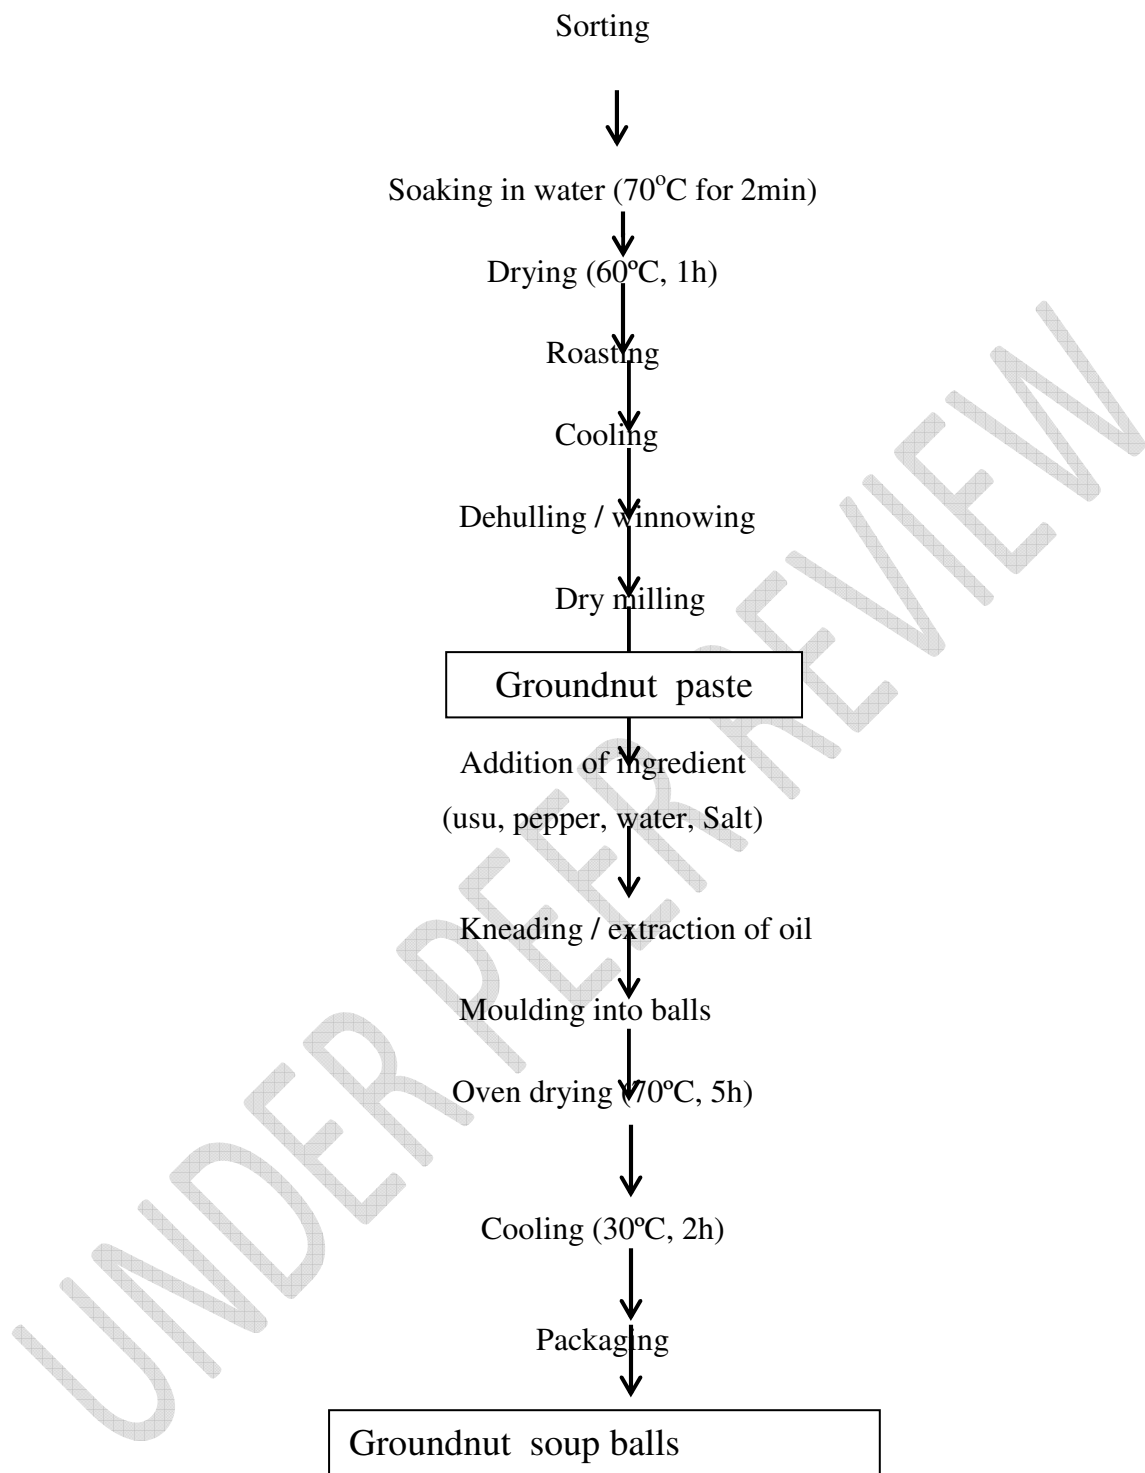 Sorting
Soaking in water (70°C for 2min)
Drying (60ºC, 1h)
Roasting
Cooling
Dehulling / winnowing
Dry milling
Groundnut paste
Addition of ingredient
(usu, pepper, water, Salt)
Kneading / extraction of oil
Moulding into balls
Oven drying (70ºC, 5h)
Cooling (30ºC, 2h)
Packaging
Groundnut soup balls
UNDER PEER REVIEW